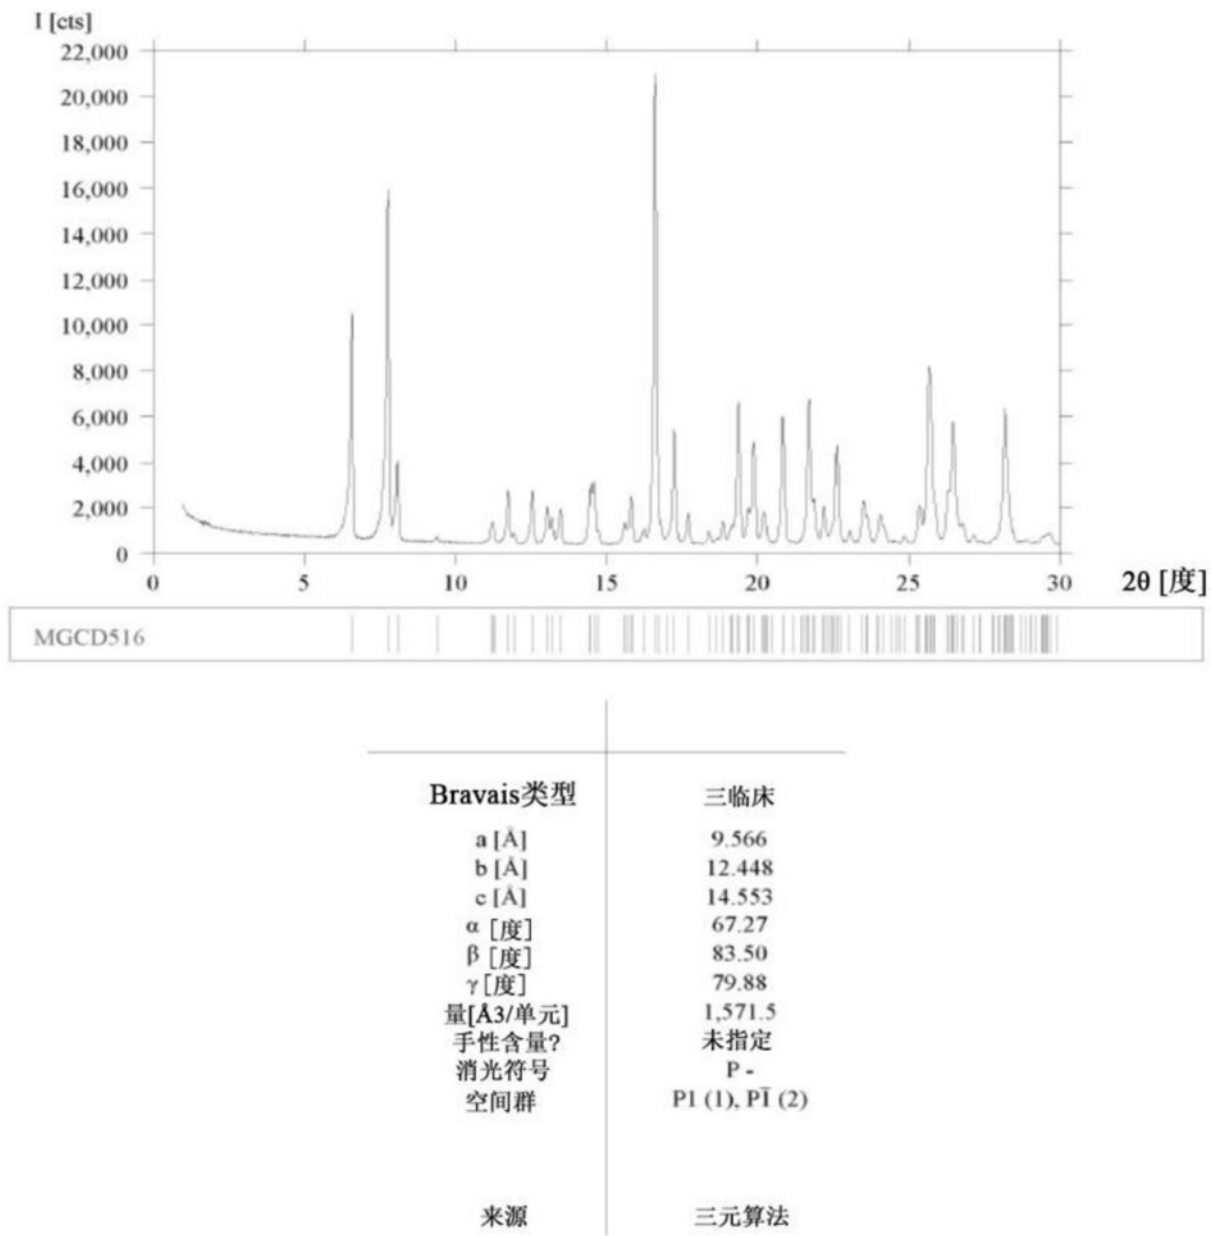 I [cts]
22,000
20,000
18,000
16,000
14,000
12,000
10,000
8,000
6,000
4,000
2,000
0
0 5 10 15 20 25 30 2θ [度]
MGCD516
Bravais类型 三临床
a [Å] 9.566
b [Å] 12.448
c [Å] 14.553
α [度] 67.27
β [度] 83.50
γ [度] 79.88
量[Å3/单元] 1,571.5
手性含量? 未指定
消光符号 P -
空间群 P1 (1), P1̅ (2)
来源 三元算法